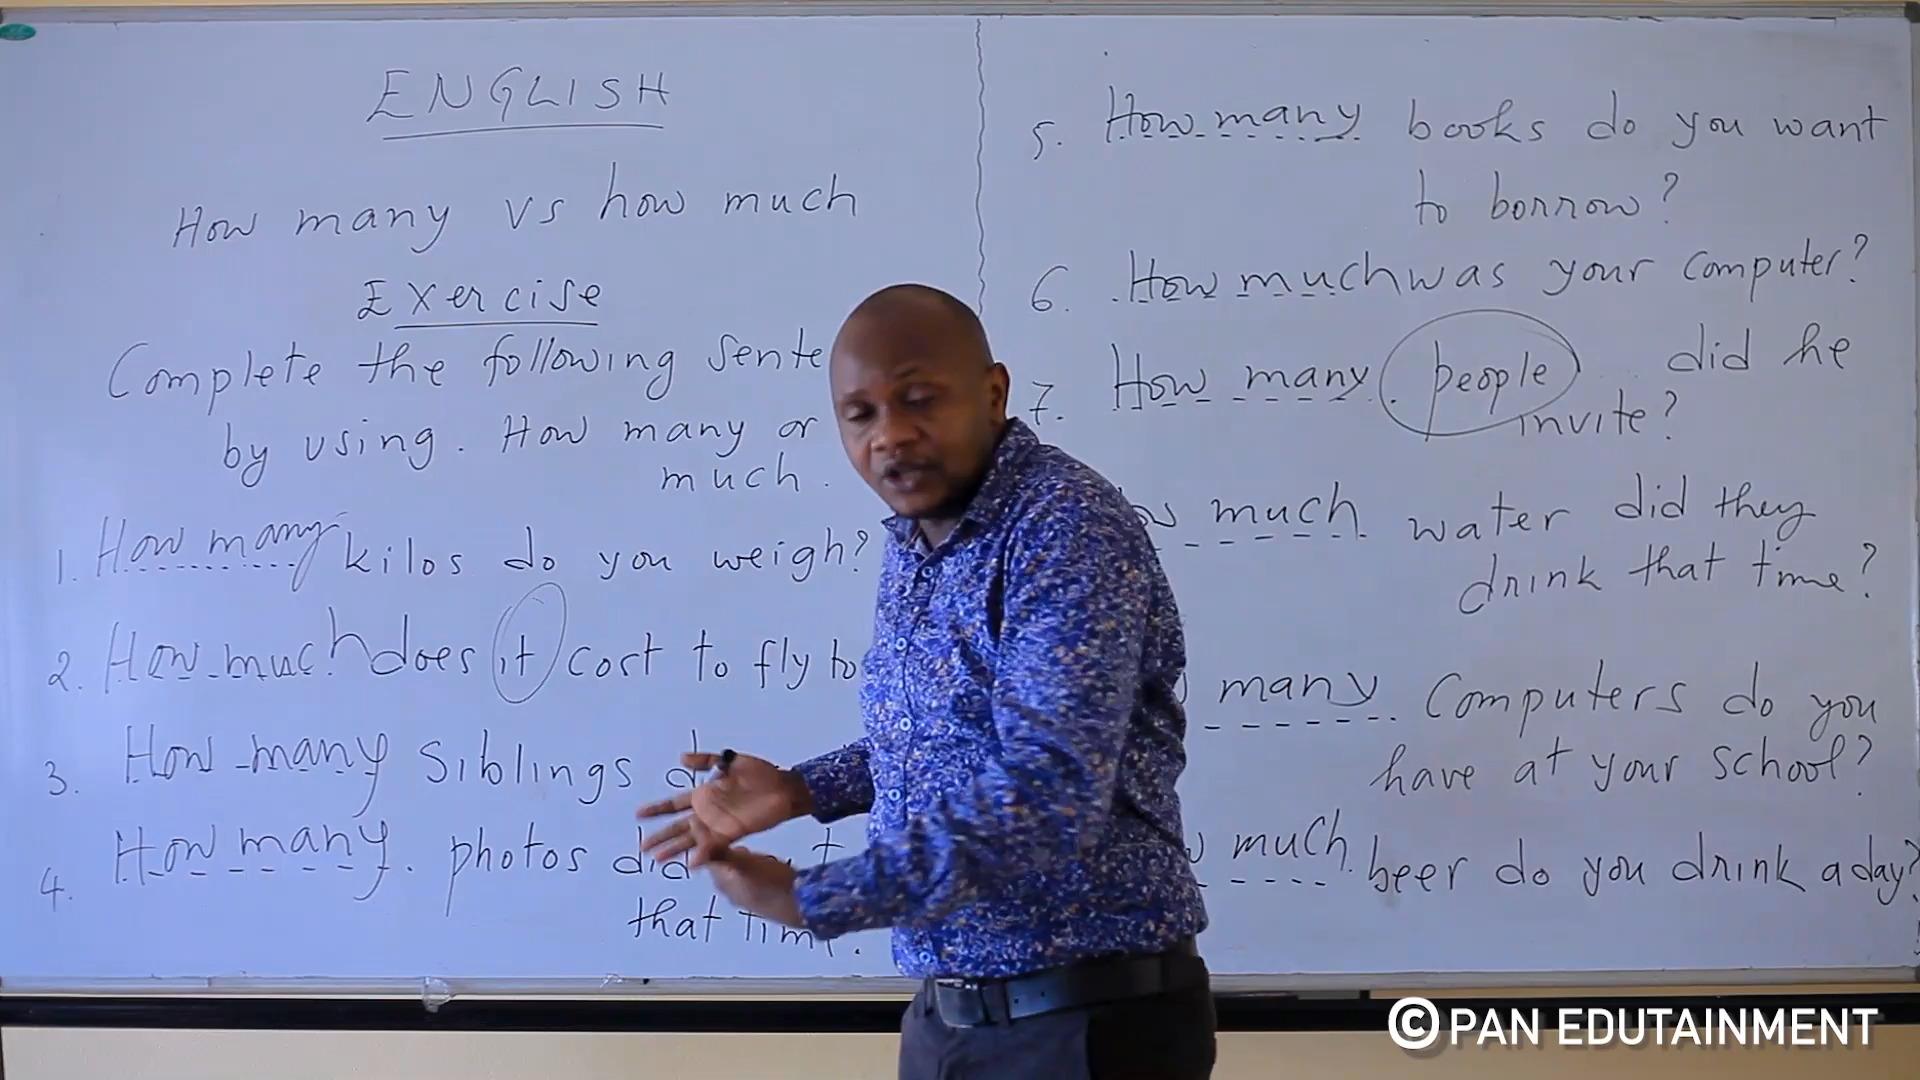 ENGLISH
How many vs how much
Exercise
Complete the following
by using. How many or
much.
1. How many kilos do you weigh?
2. How much does it cost to fly to
3. How many siblings
4. How many. photos did
that time.
5. How many books do you want
to borrow?
6. How much was your computer?
7. How many people did he
invite?
much water did they
drink that time?
many computers do you
have at your school?
much beer do you drink a day?
© PAN EDUTAINMENT